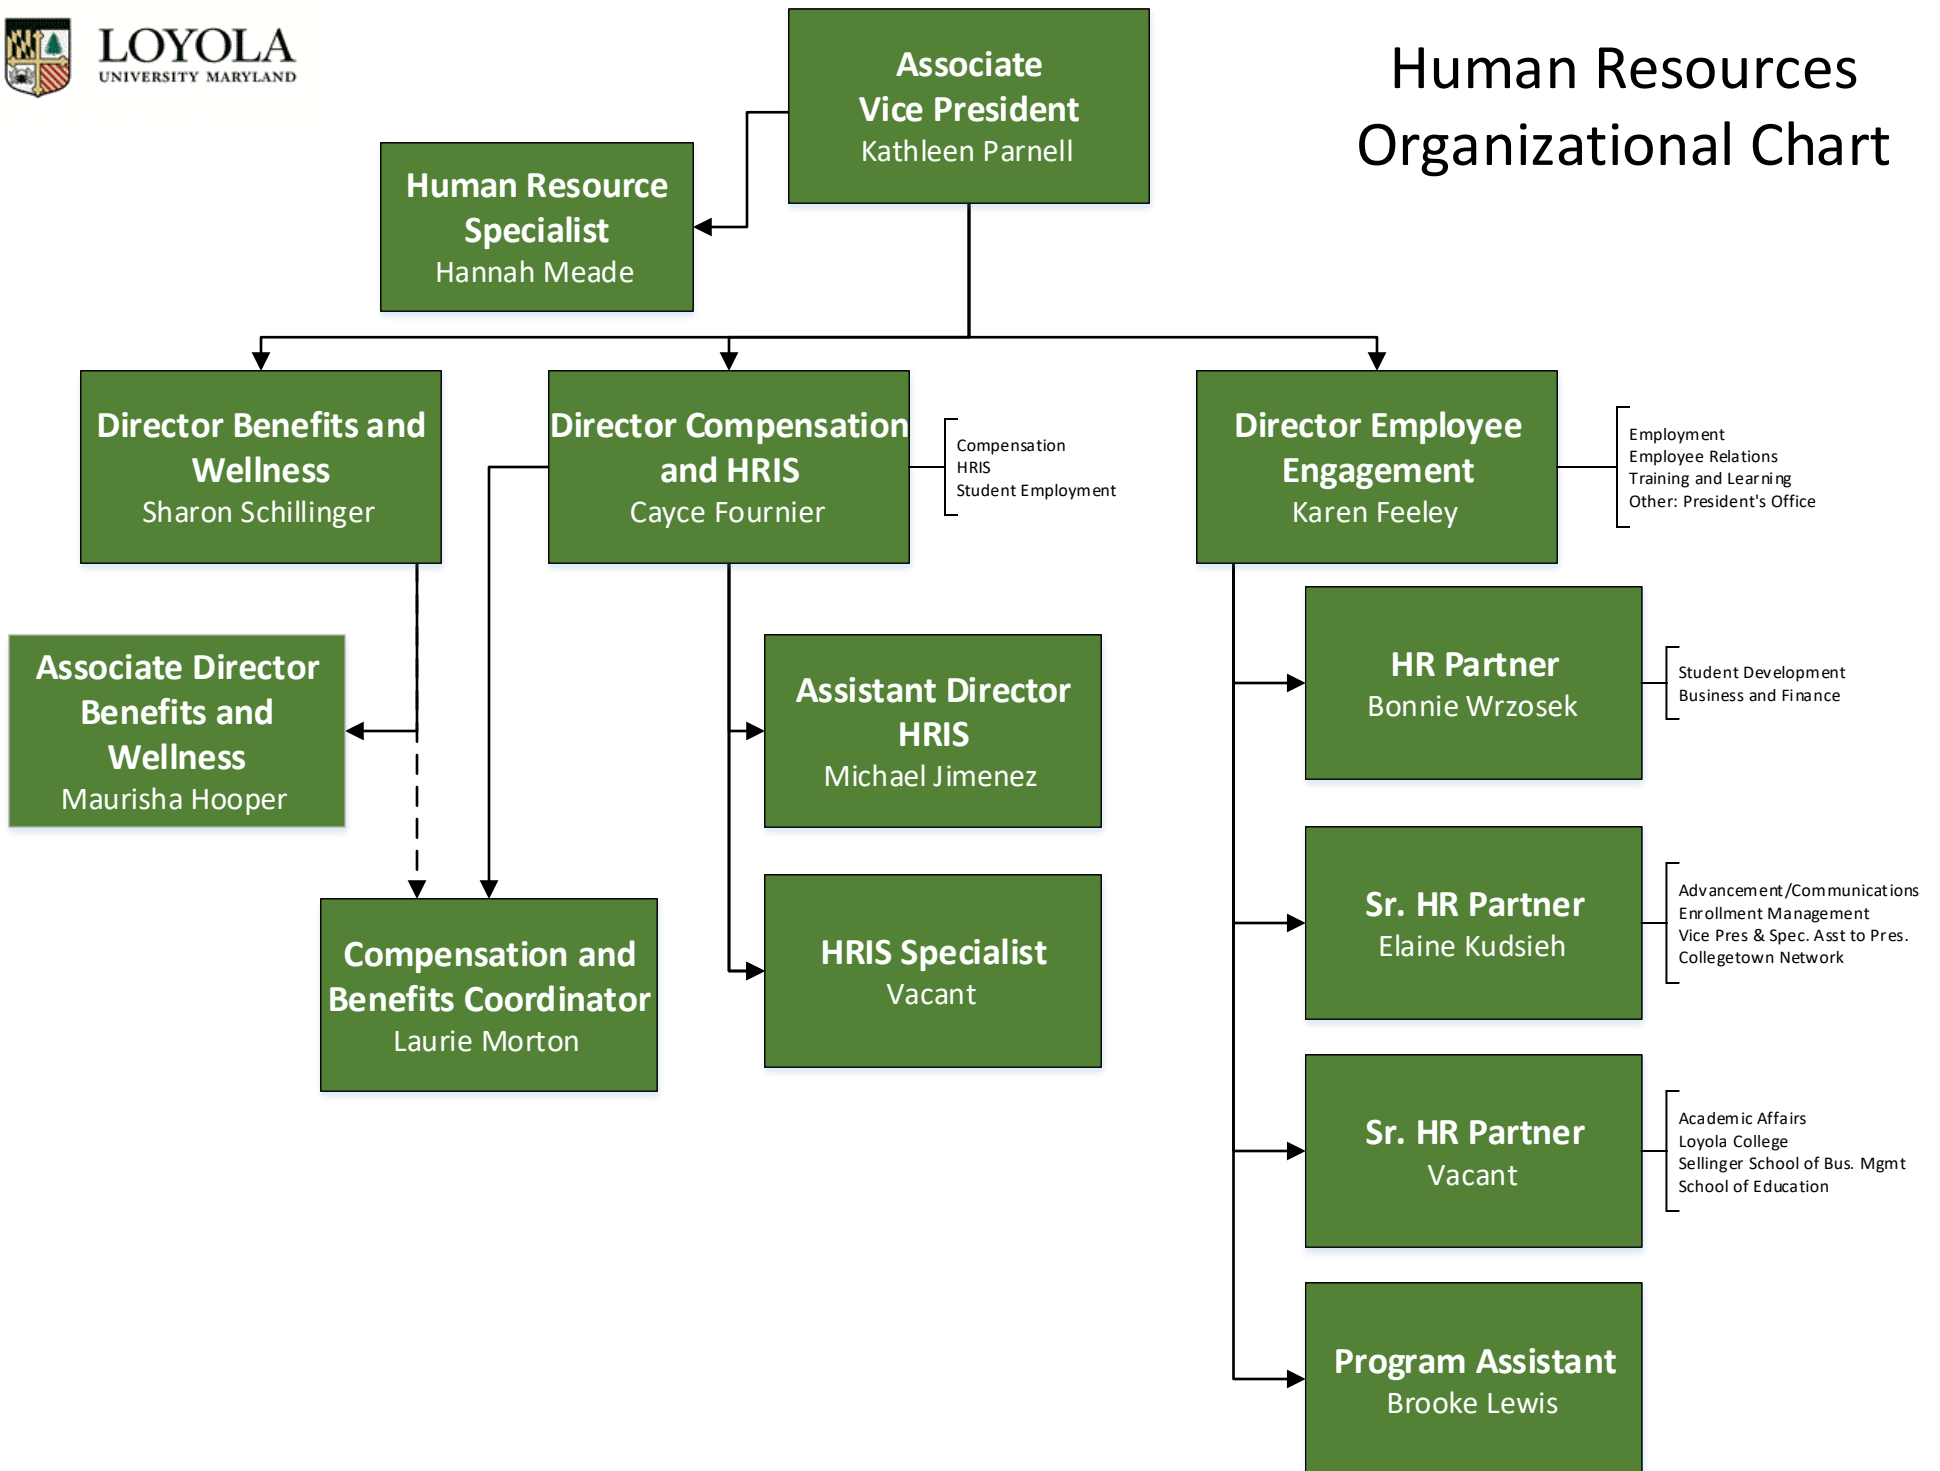 LOYOLA
UNIVERSITY MARYLAND
Human Resources
Organizational Chart
Associate
Vice President
Kathleen Parnell
Human Resource
Specialist
Hannah Meade
Director Benefits and
Wellness
Sharon Schillinger
Director Compensation
and HRIS
Cayce Fournier
Compensation
HRIS
Student Employment
Director Employee
Engagement
Karen Feeley
Employment
Employee Relations
Training and Learning
Other: President's Office
Associate Director
Benefits and
Wellness
Maurisha Hooper
Compensation and
Benefits Coordinator
Laurie Morton
Assistant Director
HRIS
Michael Jimenez
HRIS Specialist
Vacant
HR Partner
Bonnie Wrzosek
Student Development
Business and Finance
Sr. HR Partner
Elaine Kudsieh
Advancement/Communications
Enrollment Management
Vice Pres & Spec. Asst to Pres.
Collegetown Network
Sr. HR Partner
Vacant
Academic Affairs
Loyola College
Sellinger School of Bus. Mgmt
School of Education
Program Assistant
Brooke Lewis